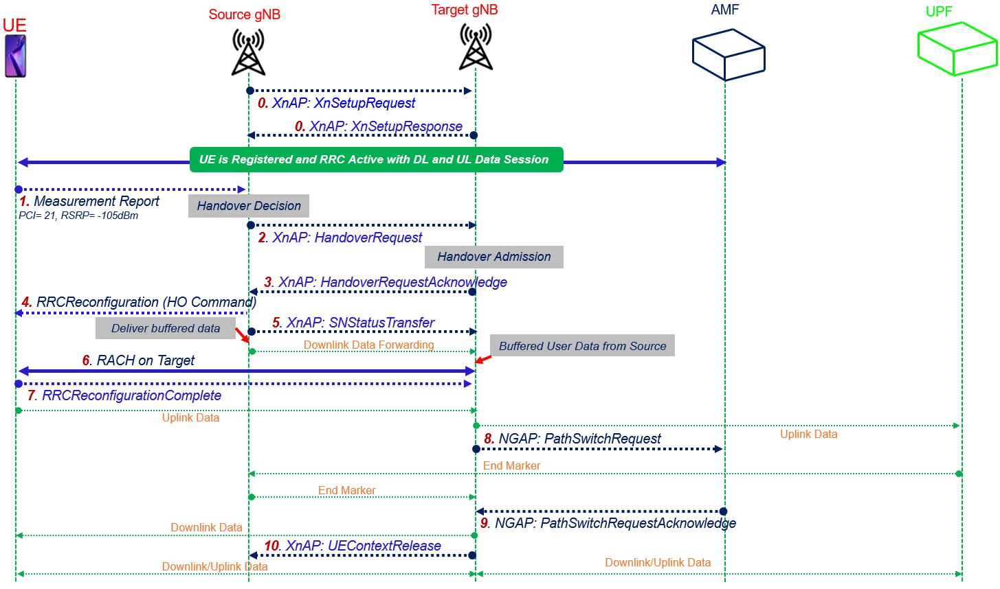 UE
Source gNB
Target gNB
AMF
UPF
0. XnAP: XnSetupRequest
0. XnAP: XnSetupResponse
UE is Registered and RRC Active with DL and UL Data Session
1. Measurement Report
PCI= 21, RSRP= -105dBm
Handover Decision
2. XnAP: HandoverRequest
Handover Admission
3. XnAP: HandoverRequestAcknowledge
4. RRCReconfiguration (HO Command)
5. XnAP: SNStatusTransfer
Deliver buffered data
Downlink Data Forwarding
Buffered User Data from Source
6. RACH on Target
7. RRCReconfigurationComplete
Uplink Data
Uplink Data
8. NGAP: PathSwitchRequest
End Marker
End Marker
9. NGAP: PathSwitchRequestAcknowledge
Downlink Data
10. XnAP: UEContextRelease
Downlink/Uplink Data
Downlink/Uplink Data